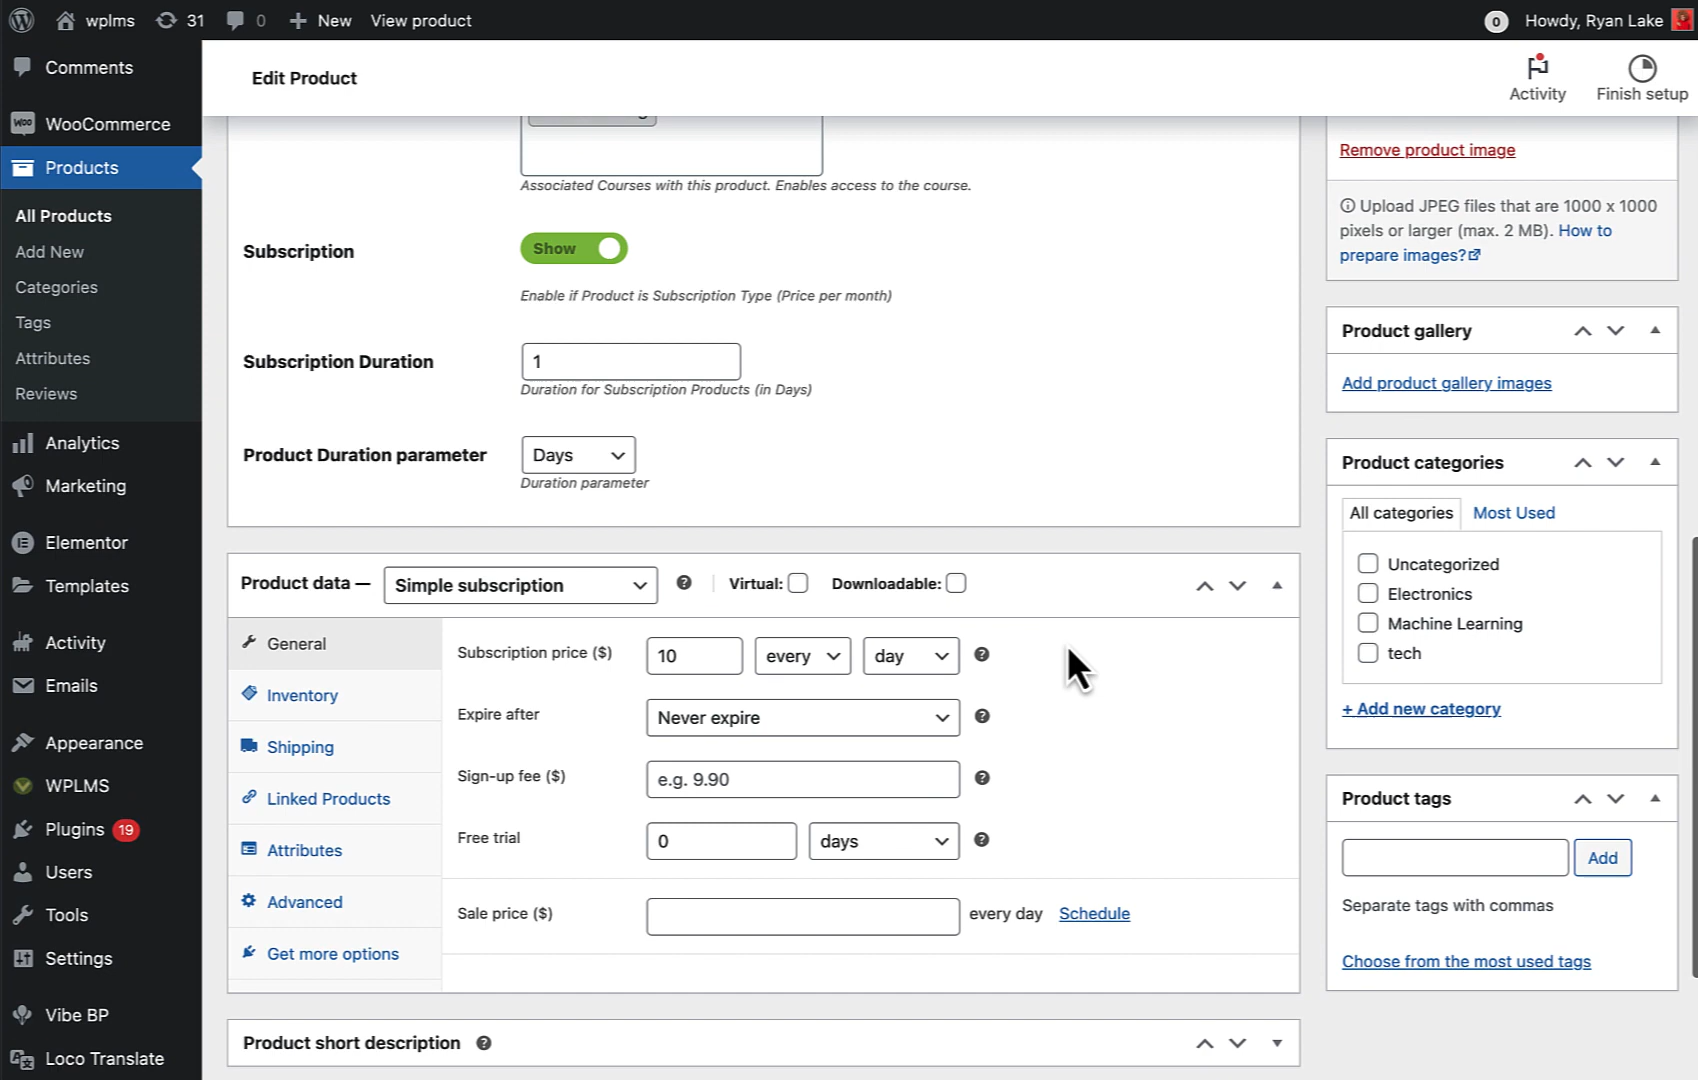 wplms
31
0
New
View product
0
Howdy, Ryan Lake
Comments
WooCommerce
Products
All Products
Add New
Categories
Tags
Attributes
Reviews
Analytics
Marketing
Elementor
Templates
Activity
Emails
Appearance
WPLMS
Plugins 19
Users
Tools
Settings
Vibe BP
Loco Translate
Edit Product
Activity
Finish setup
Associated Courses with this product. Enables access to the course.
Subscription
Show
Enable if Product is Subscription Type (Price per month)
Subscription Duration
1
Duration for Subscription Products (in Days)
Product Duration parameter
Days
Duration parameter
Product data —
Simple subscription
Virtual:
Downloadable:
General
Inventory
Shipping
Linked Products
Attributes
Advanced
Get more options
Subscription price ($)
10
every
day
Expire after
Never expire
Sign-up fee ($)
e.g. 9.90
Free trial
0
days
Sale price ($)
every day
Schedule
Product short description
Remove product image
Upload JPEG files that are 1000 x 1000
pixels or larger (max. 2 MB). How to
prepare images?
Product gallery
Add product gallery images
Product categories
All categories
Most Used
Uncategorized
Electronics
Machine Learning
tech
+ Add new category
Product tags
Add
Separate tags with commas
Choose from the most used tags